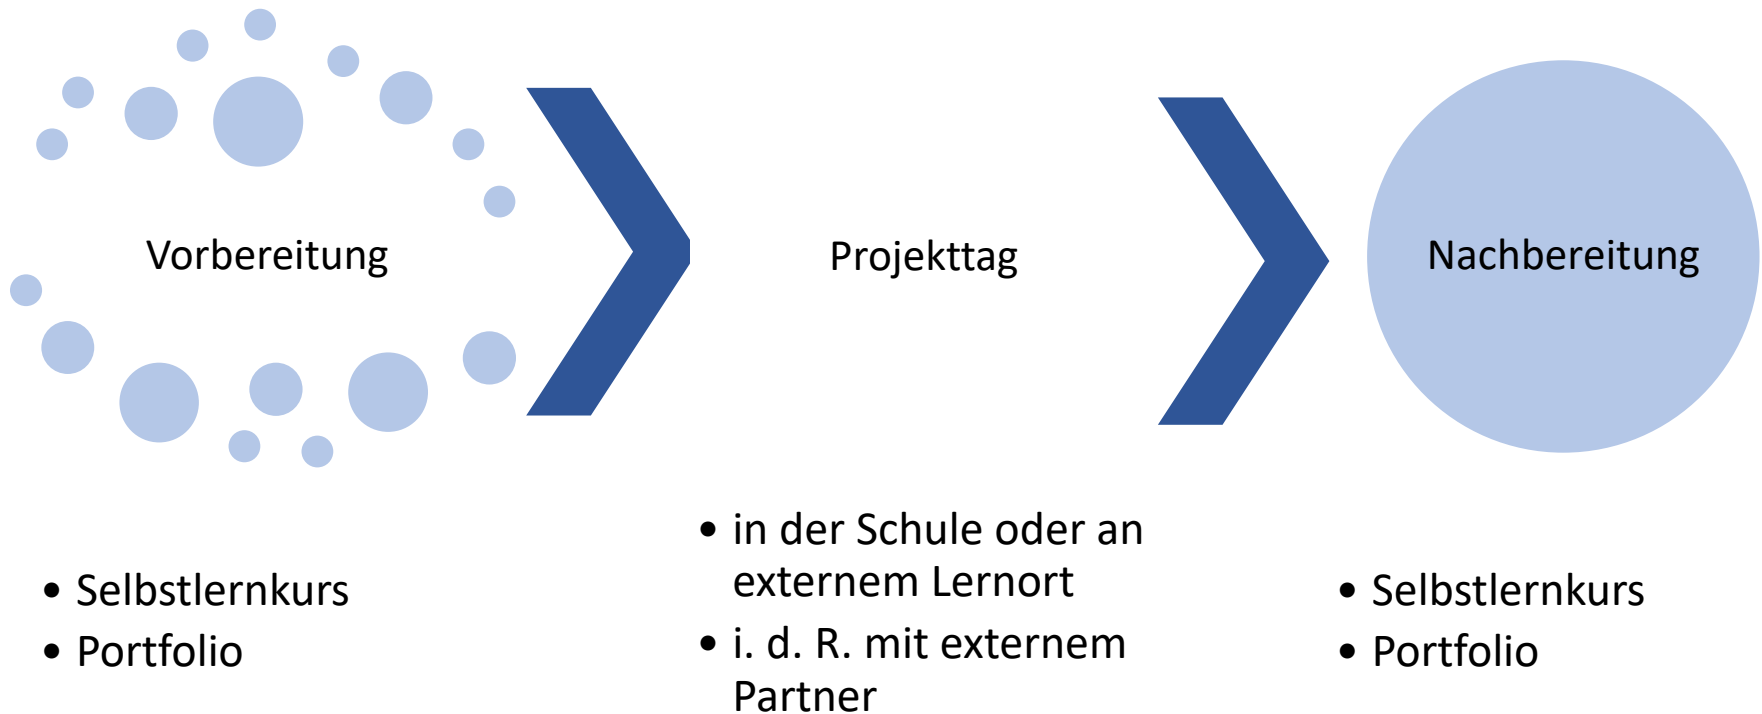 Vorbereitung
Projekttag
Nachbereitung
• Selbstlernkurs
• Portfolio
• in der Schule oder an
externem Lernort
• i. d. R. mit externem
Partner
• Selbstlernkurs
• Portfolio